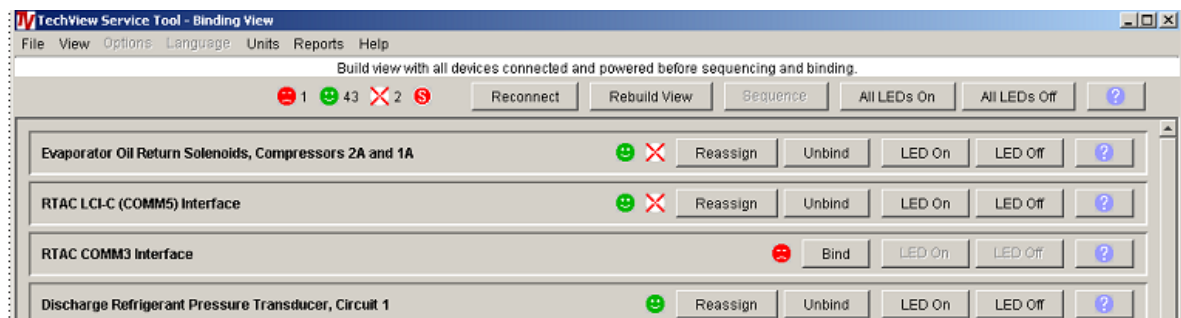 TechView Service Tool - Binding View
File View Options Language Units Reports Help
Build view with all devices connected and powered before sequencing and binding.
1 43 2 S Reconnect Rebuild View Sequence All LEDs On All LEDs Off ?
Evaporator Oil Return Solenoids, Compressors 2A and 1A Reassign Unbind LED On LED Off ?
RTAC LCI-C (COMM5) Interface Reassign Unbind LED On LED Off ?
RTAC COMM3 Interface Bind LED On LED Off ?
Discharge Refrigerant Pressure Transducer, Circuit 1 Reassign Unbind LED On LED Off ?